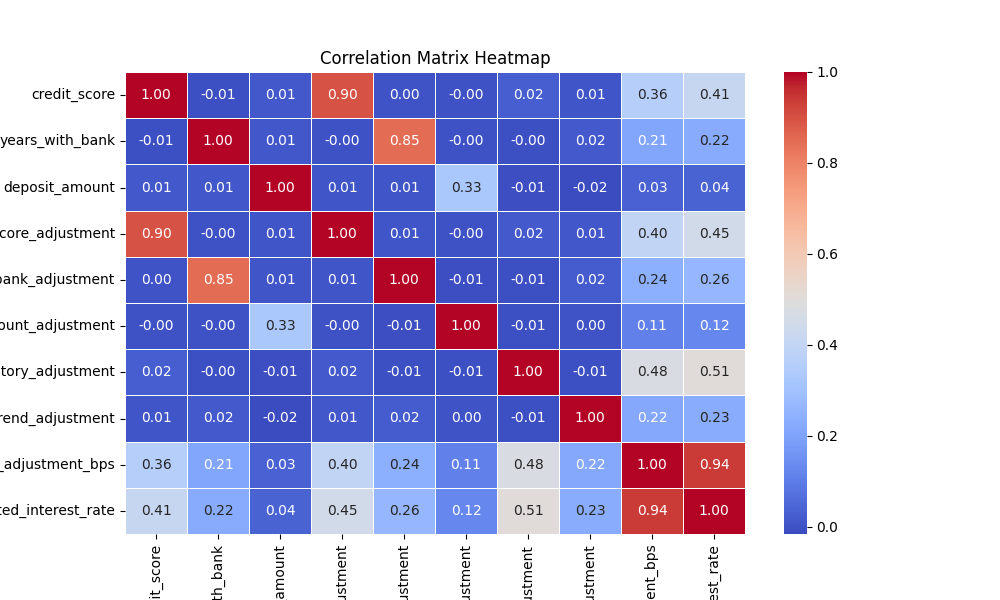 Correlation Matrix Heatmap
credit_score 1.00 -0.01 0.01 0.90 0.00 -0.00 0.02 0.01 0.36 0.41
years_with_bank -0.01 1.00 0.01 -0.00 0.85 -0.00 -0.00 0.02 0.21 0.22
deposit_amount 0.01 0.01 1.00 0.01 0.01 0.33 -0.01 -0.02 0.03 0.04
core_adjustment 0.90 -0.00 0.01 1.00 0.01 -0.00 0.02 0.01 0.40 0.45
bank_adjustment 0.00 0.85 0.01 0.01 1.00 -0.01 -0.01 0.02 0.24 0.26
ount_adjustment -0.00 -0.00 0.33 -0.00 -0.01 1.00 -0.01 0.00 0.11 0.12
tory_adjustment 0.02 -0.00 -0.01 0.02 -0.01 -0.01 1.00 -0.01 0.48 0.51
rend_adjustment 0.01 0.02 -0.02 0.01 0.02 0.00 -0.01 1.00 0.22 0.23
_adjustment_bps 0.36 0.21 0.03 0.40 0.24 0.11 0.48 0.22 1.00 0.94
ted_interest_rate 0.41 0.22 0.04 0.45 0.26 0.12 0.51 0.23 0.94 1.00
it_score
th_bank
amount
ustment
ustment
ustment
ustment
ustment
ent_bps
est_rate
1.0
0.8
0.6
0.4
0.2
0.0